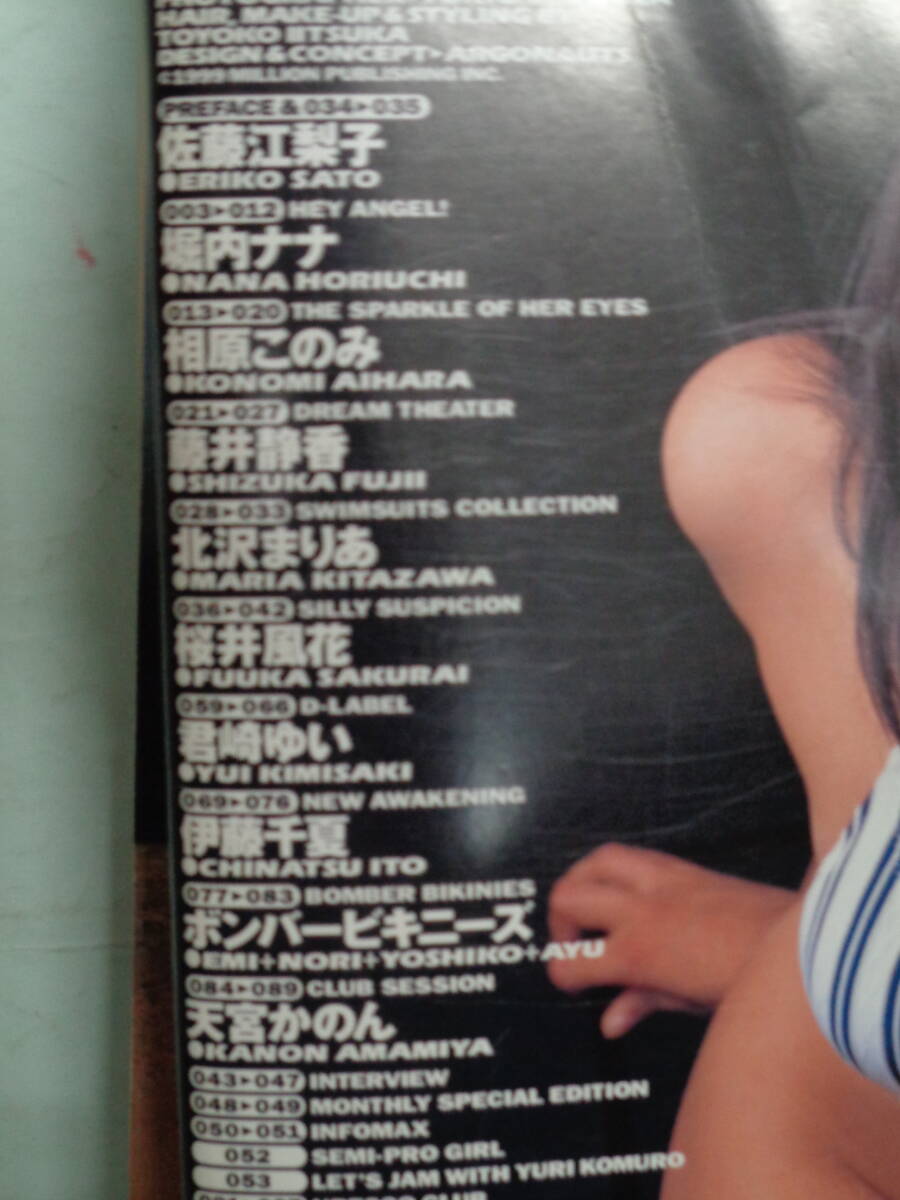 HAIR, MAKE-UP & STYLING
TOYOKO IITSUKA
DESIGN & CONCEPT▶ARGONAUTS
©1999 MILLION PUBLISHING INC.
PREFACE & 034▶035
佐藤江梨子
●ERIKO SATO
003▶012 HEY ANGEL!
堀内ナナ
●NANA HORIUCHI
013▶020 THE SPARKLE OF HER EYES
相原このみ
●KONOMI AIHARA
021▶027 DREAM THEATER
藤井静香
●SHIZUKA FUJII
028▶033 SWIMSUITS COLLECTION
北沢まりあ
●MARIA KITAZAWA
036▶042 SILLY SUSPICION
桜井風花
●FUUKA SAKURAI
059▶066 D-LABEL
君崎ゆい
●YUI KIMISAKI
069▶076 NEW AWAKENING
伊藤千夏
●CHINATSU ITO
077▶083 BOMBER BIKINIES
ボンバービキニーズ
●EMI+NORI+YOSHIKO+AYU
084▶089 CLUB SESSION
天宮かのん
●KANON AMAMIYA
043▶047 INTERVIEW
048▶049 MONTHLY SPECIAL EDITION
050▶051 INFOMAX
052 SEMI-PRO GIRL
053 LET'S JAM WITH YURI KOMURO
CLUB